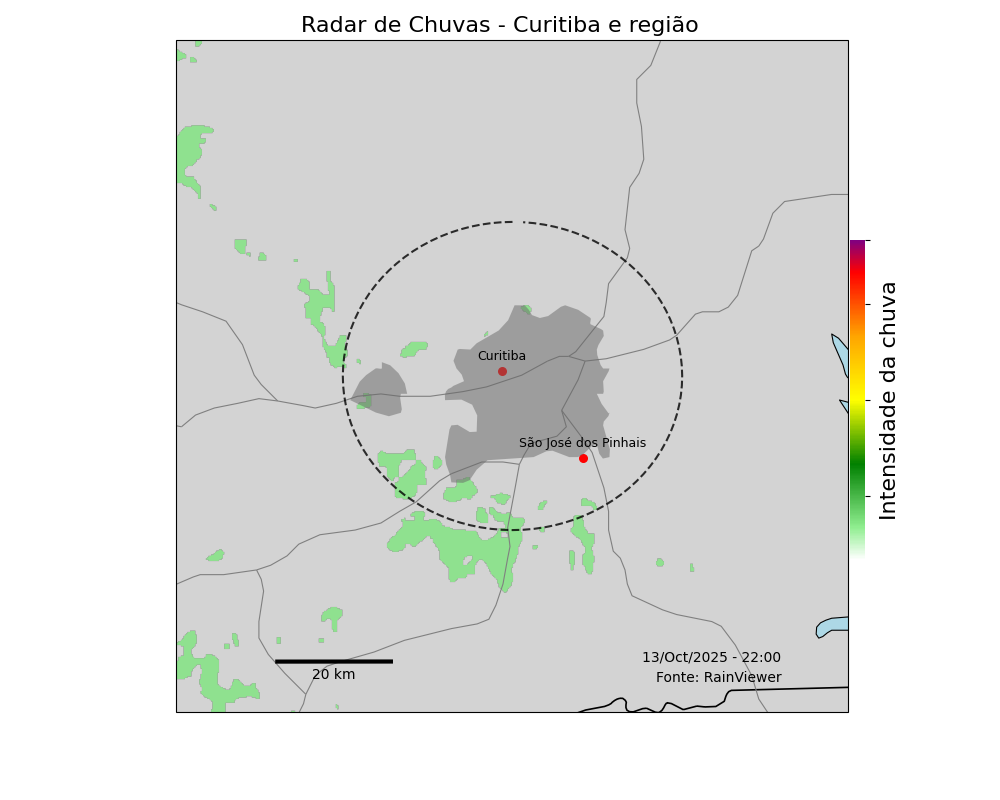 Radar de Chuvas - Curitiba e região
Curitiba
São José dos Pinhais
Intensidade da chuva
20 km
13/Oct/2025 - 22:00
Fonte: RainViewer